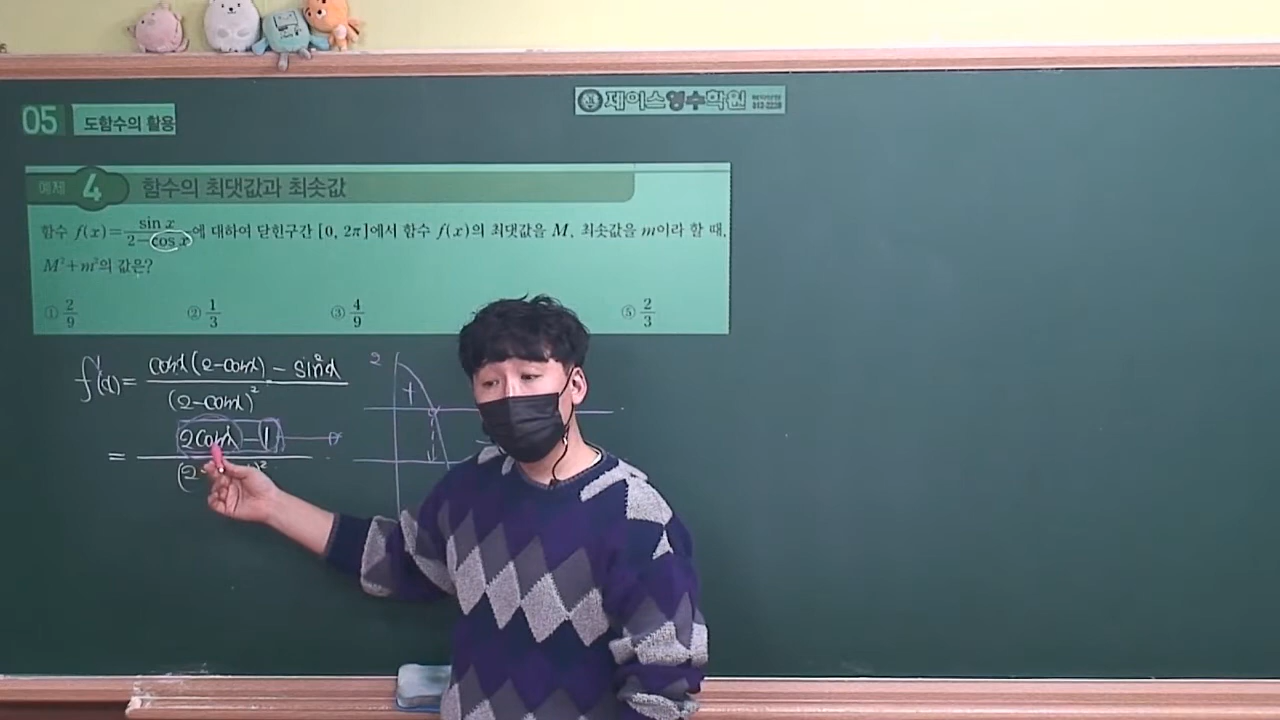 제이스영수학원
05 도함수의 활용
예제 4 함수의 최댓값과 최솟값
함수 f(x)=sin x/(2−cos x)에 대하여 닫힌구간 [0, 2π]에서 함수 f(x)의 최댓값을 M, 최솟값을 m이라 할 때,
M²+m²의 값은?
① 2/9 ② 1/3 ③ 4/9 ⑤ 2/3
f'(x)= (cosx(2-cosx) - sin²x)/(2-cosx)²
2
+
= 2cosx-1